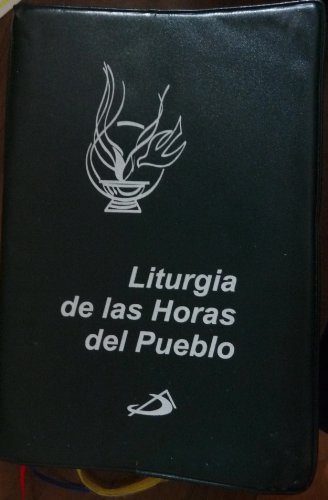 Liturgia
de las Horas
del Pueblo